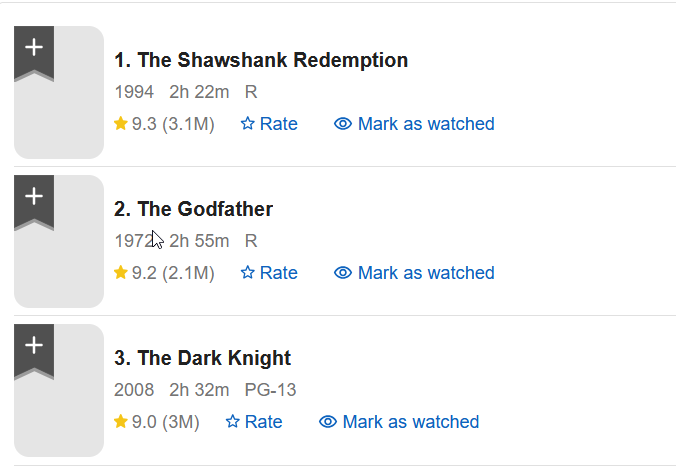 1. The Shawshank Redemption
1994 2h 22m R
9.3 (3.1M) Rate Mark as watched
2. The Godfather
1972 2h 55m R
9.2 (2.1M) Rate Mark as watched
3. The Dark Knight
2008 2h 32m PG-13
9.0 (3M) Rate Mark as watched